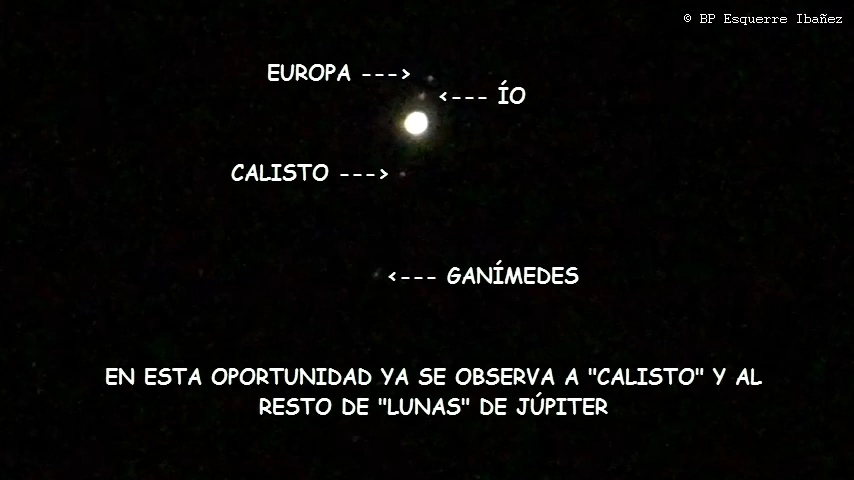 © BP Esquerre Ibañez
EUROPA --->
<--- ÍO
CALISTO --->
<--- GANÍMEDES
EN ESTA OPORTUNIDAD YA SE OBSERVA A "CALISTO" Y AL
RESTO DE "LUNAS" DE JÚPITER